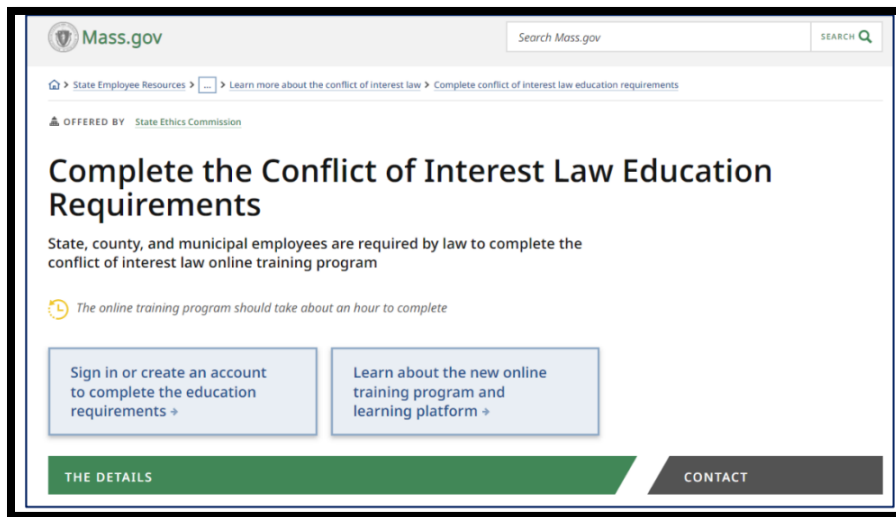 Mass.gov
Search Mass.gov
SEARCH
> State Employee Resources > ... > Learn more about the conflict of interest law > Complete conflict of interest law education requirements
OFFERED BY State Ethics Commission
Complete the Conflict of Interest Law Education
Requirements
State, county, and municipal employees are required by law to complete the
conflict of interest law online training program
The online training program should take about an hour to complete
Sign in or create an account
to complete the education
requirements →
Learn about the new online
training program and
learning platform →
THE DETAILS
CONTACT